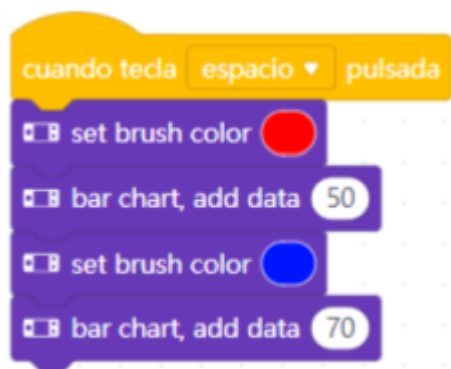 cuando tecla espacio ▾ pulsada
set brush color
bar chart, add data 50
set brush color
bar chart, add data 70